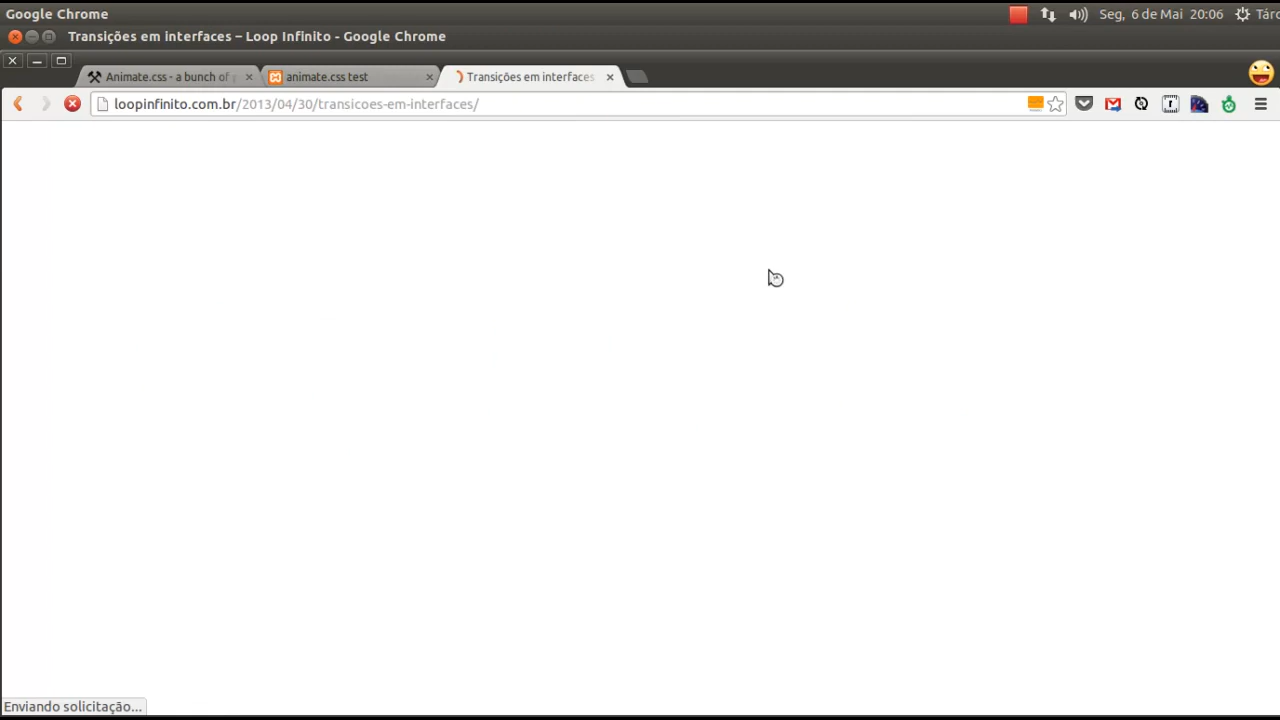 Google Chrome
Seg, 6 de Mai 20:06
Tárc
Transições em interfaces – Loop Infinito - Google Chrome
Animate.css - a bunch of
animate.css test
Transições em interfaces
loopinfinito.com.br/2013/04/30/transicoes-em-interfaces/
Enviando solicitação...